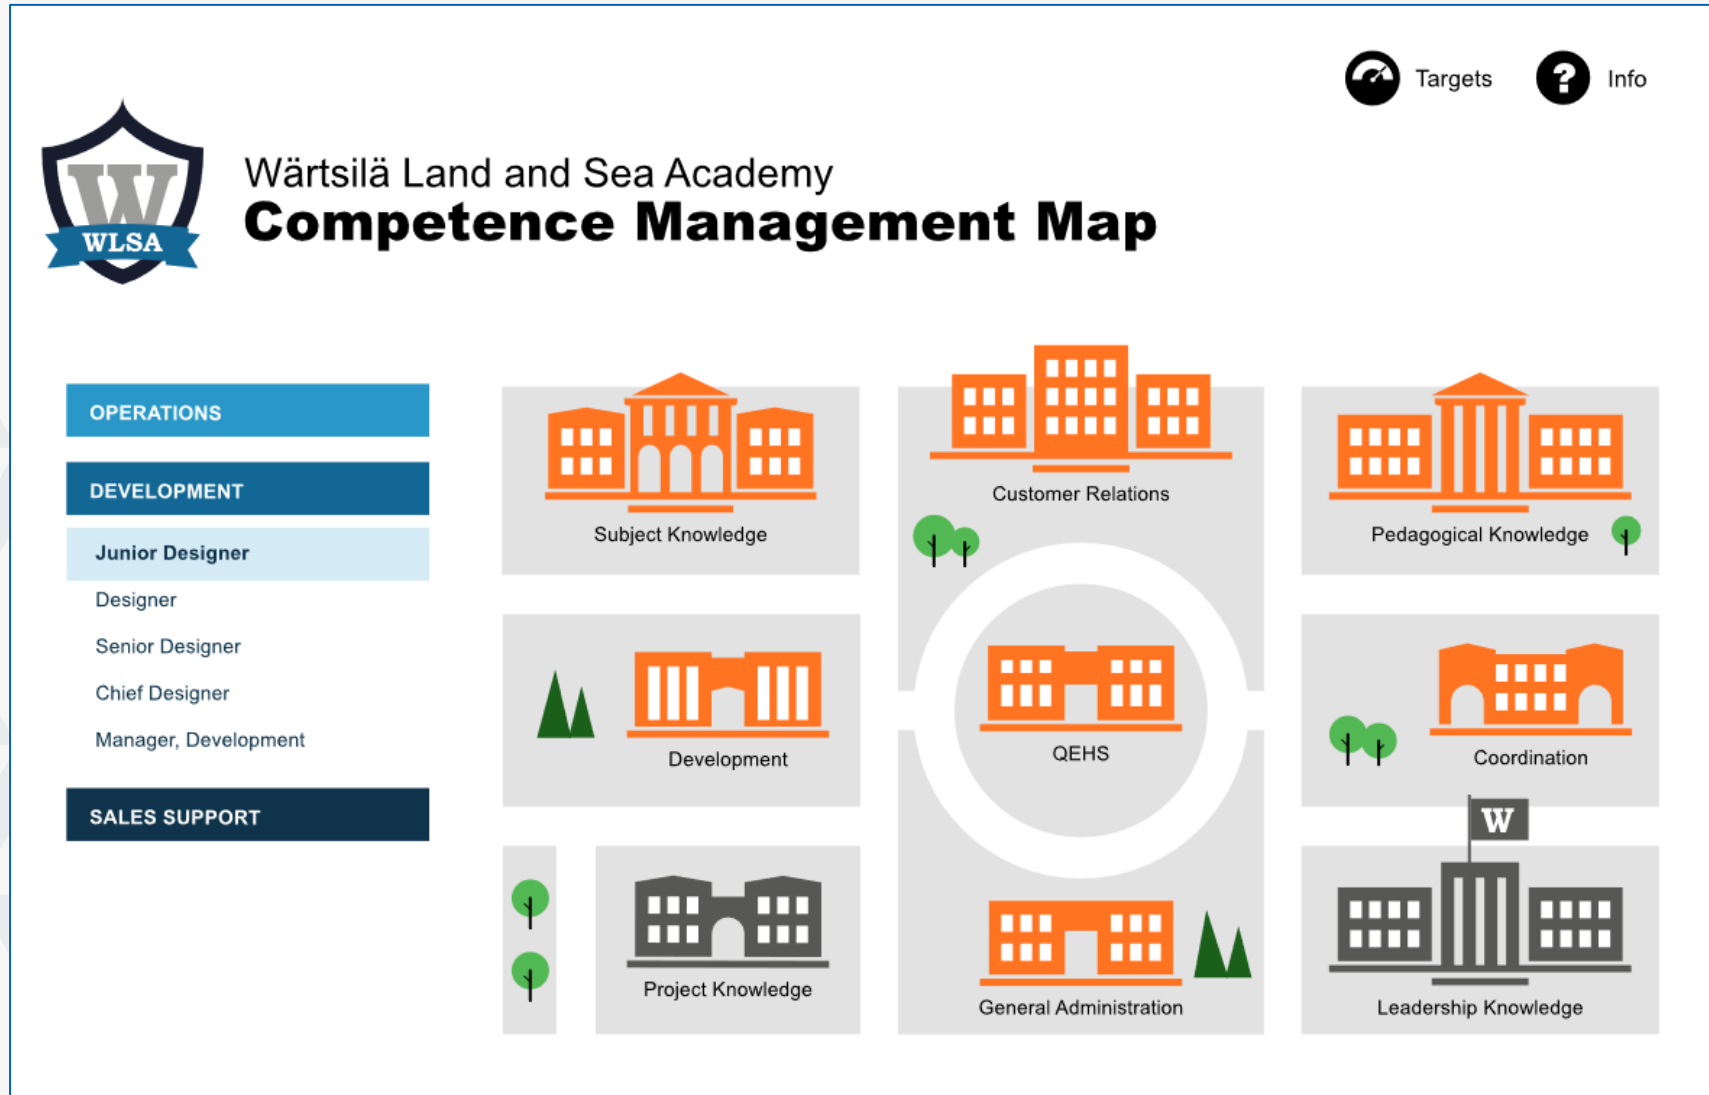 Targets
Info
W
WLSA
Wärtsilä Land and Sea Academy
Competence Management Map
OPERATIONS
DEVELOPMENT
Junior Designer
Designer
Senior Designer
Chief Designer
Manager, Development
SALES SUPPORT
Subject Knowledge
Customer Relations
Pedagogical Knowledge
Development
QEHS
Coordination
W
Project Knowledge
General Administration
Leadership Knowledge